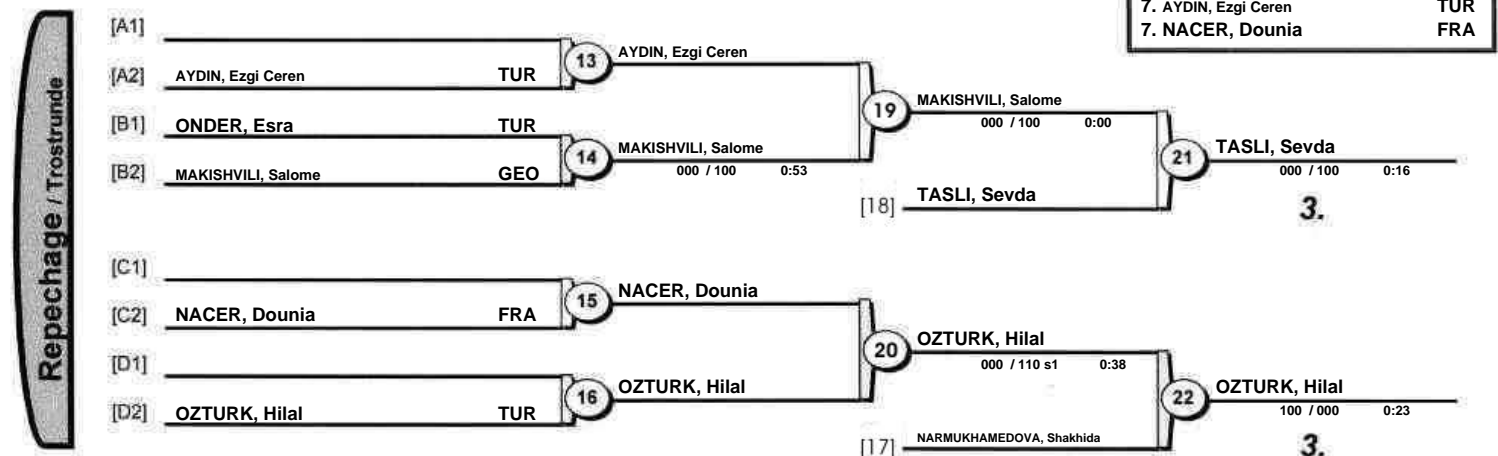 7. AYDIN, Ezgi Ceren TUR
7. NACER, Dounia FRA
Repechage / Trostrunde
[A1]
[A2] AYDIN, Ezgi Ceren TUR
13 AYDIN, Ezgi Ceren
[B1] ONDER, Esra TUR
[B2] MAKISHVILI, Salome GEO
14 MAKISHVILI, Salome
000 / 100 0:53
19 MAKISHVILI, Salome
000 / 100 0:00
[18] TASLI, Sevda
21 TASLI, Sevda
000 / 100 0:16
3.
[C1]
[C2] NACER, Dounia FRA
15 NACER, Dounia
[D1]
[D2] OZTURK, Hilal TUR
16 OZTURK, Hilal
20 OZTURK, Hilal
000 / 110 s1 0:38
[17] NARMUKHAMEDOVA, Shakhida
22 OZTURK, Hilal
100 / 000 0:23
3.